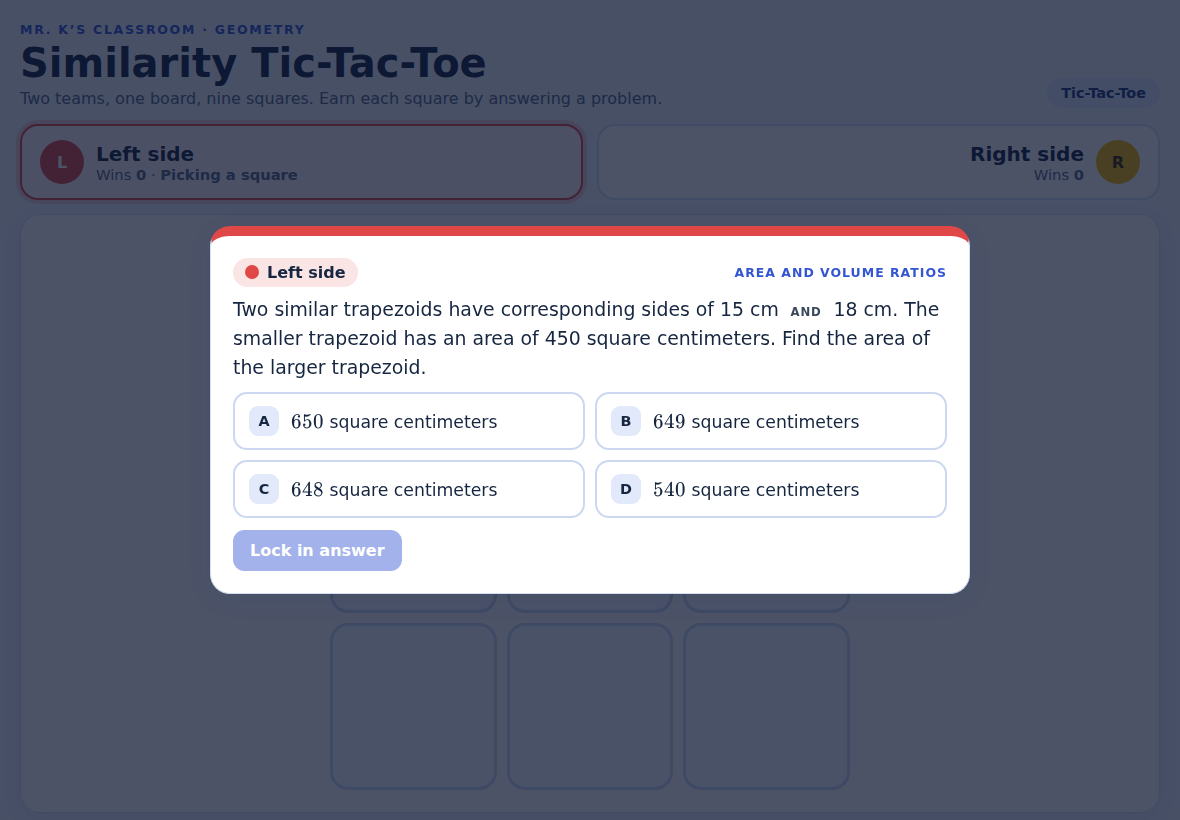 MR. K’S CLASSROOM · GEOMETRY
Similarity Tic-Tac-Toe
Two teams, one board, nine squares. Earn each square by answering a problem.
Tic-Tac-Toe
L
Left side
Wins 0 · Picking a square
Right side
Wins 0
R
Left side
AREA AND VOLUME RATIOS
Two similar trapezoids have corresponding sides of 15 cm AND 18 cm. The
smaller trapezoid has an area of 450 square centimeters. Find the area of
the larger trapezoid.
A 650 square centimeters
B 649 square centimeters
C 648 square centimeters
D 540 square centimeters
Lock in answer